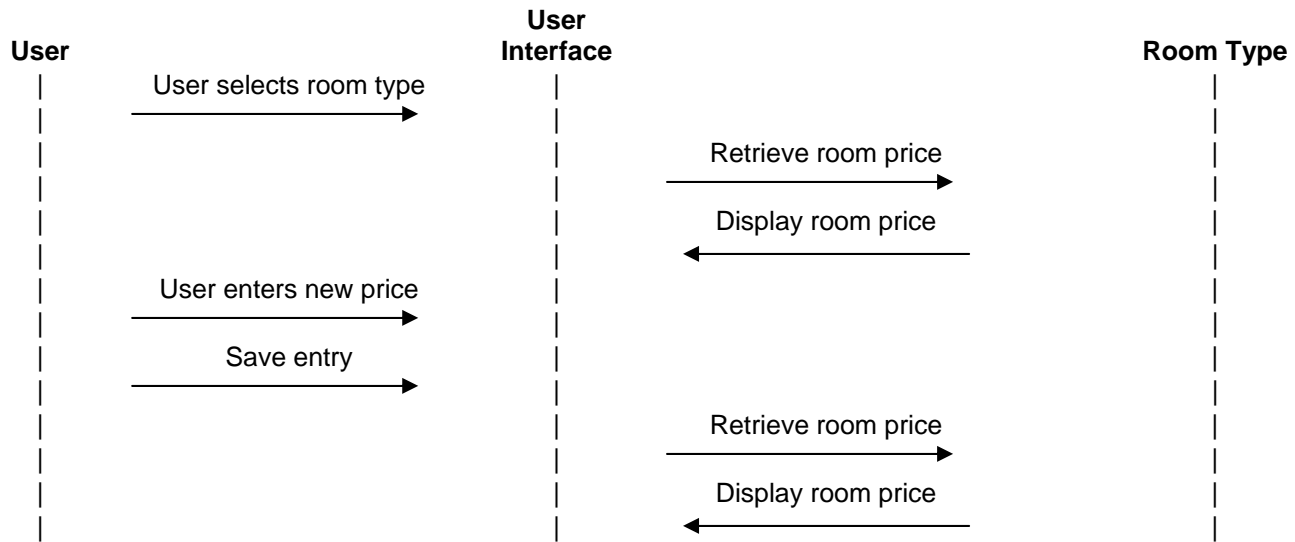 User
User
Interface
Room Type
User selects room type
Retrieve room price
Display room price
User enters new price
Save entry
Retrieve room price
Display room price